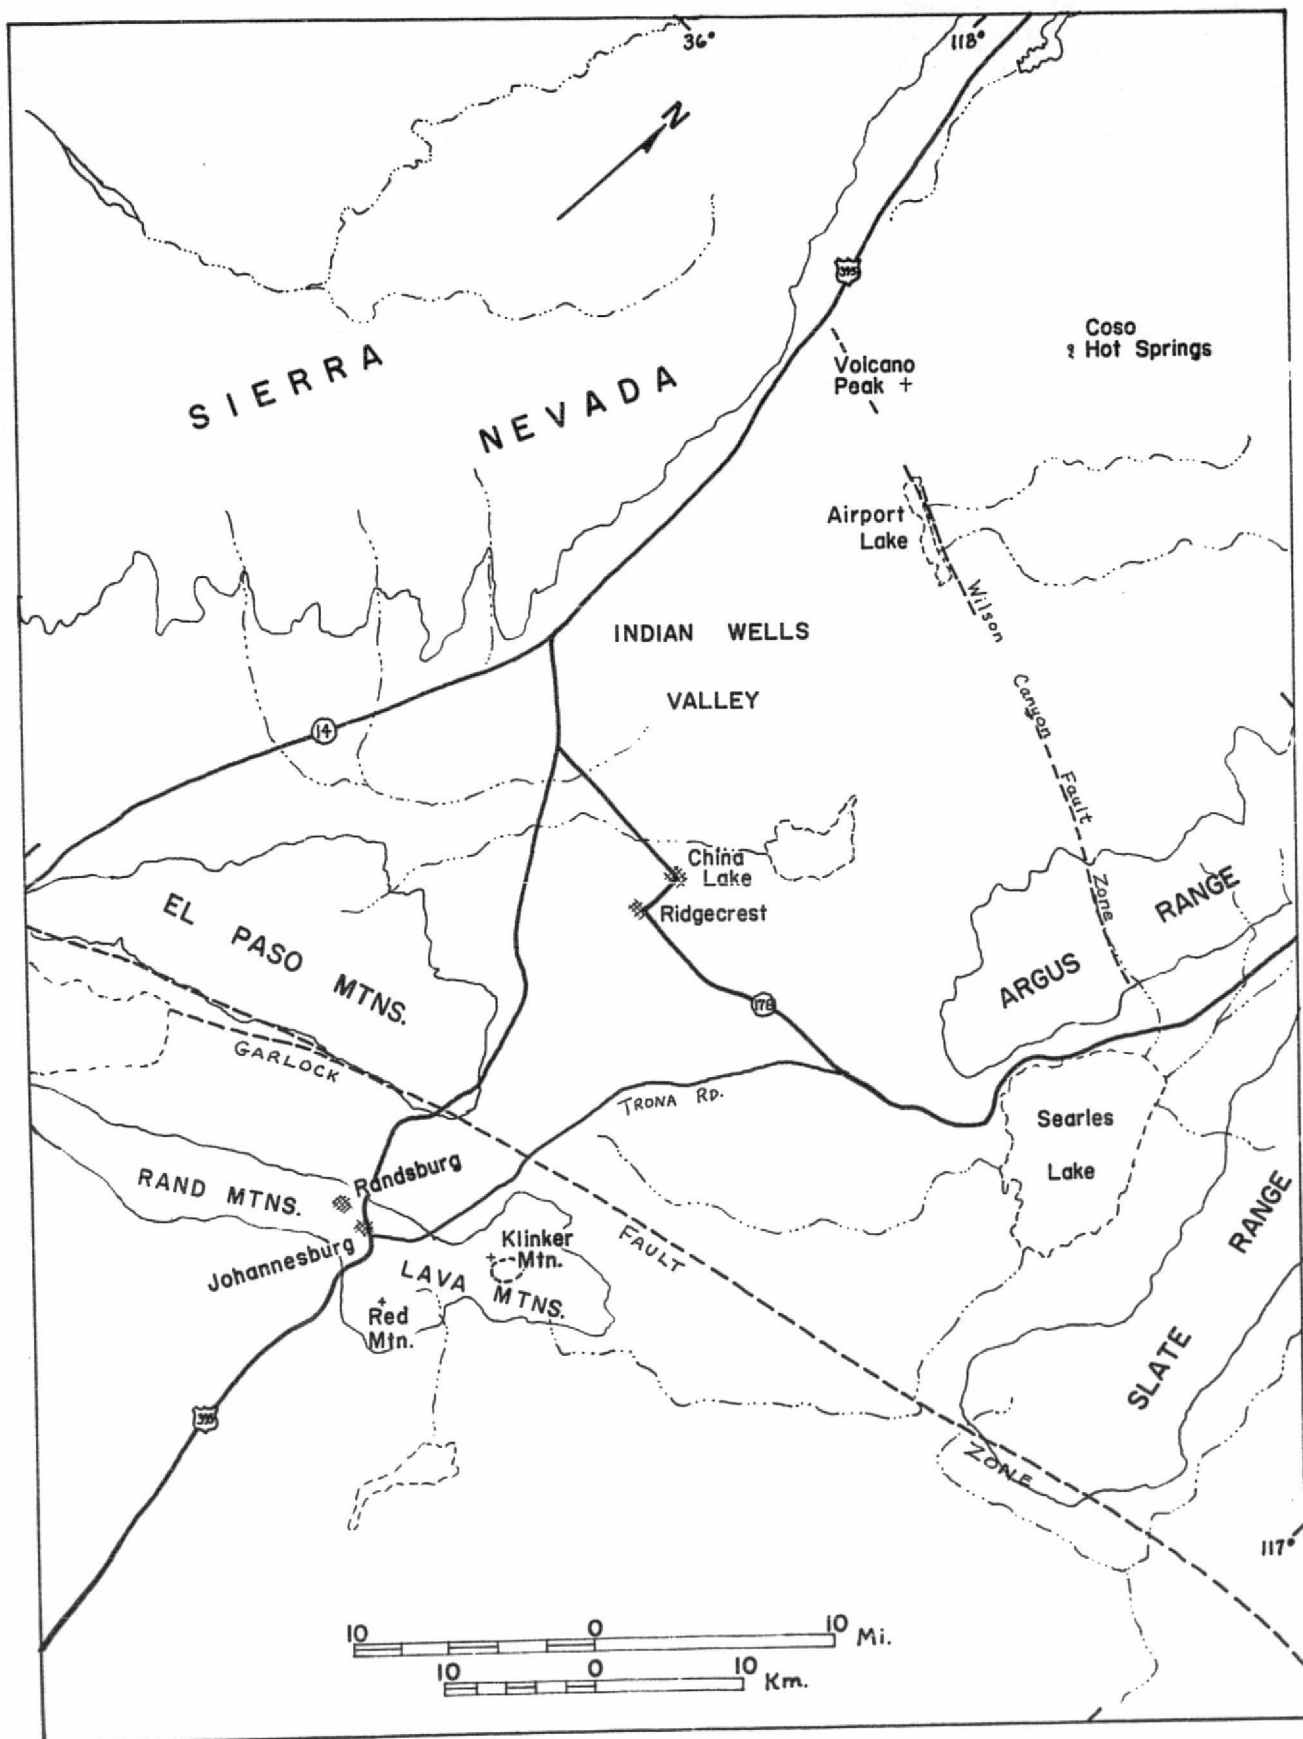 36°
118°
N
395
Coso
Hot Springs
Volcano
Peak +
SIERRA
NEVADA
Airport
Lake
Wilson
Canyon
Fault
Zone
INDIAN WELLS
VALLEY
14
China
Lake
Ridgecrest
EL PASO MTNS.
ARGUS RANGE
178
GARLOCK
FAULT
ZONE
TRONA RD.
Searles
Lake
Randsburg
RAND MTNS.
Johannesburg
Klinker
Mtn.
LAVA
MTNS.
Red
Mtn.
SLATE RANGE
395
117°
10 0 10 Mi.
10 0 10 Km.